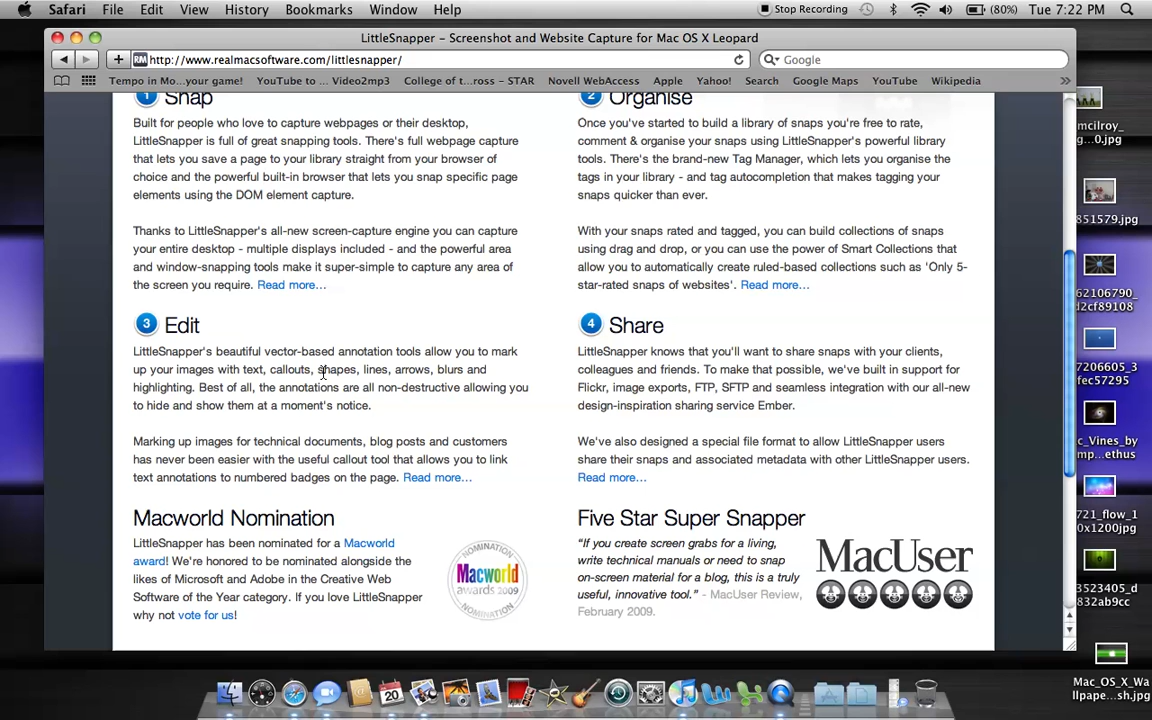 Safari File Edit View History Bookmarks Window Help Stop Recording (80%) Tue 7:22 PM
LittleSnapper – Screenshot and Website Capture for Mac OS X Leopard
RM http://www.realmacsoftware.com/littlesnapper/ Google
Tempo in Mo...your game! YouTube to ... Video2mp3 College of t...ross – STAR Novell WebAccess Apple Yahoo! Search Google Maps YouTube Wikipedia
1 Snap
Built for people who love to capture webpages or their desktop,
LittleSnapper is full of great snapping tools. There's full webpage capture
that lets you save a page to your library straight from your browser of
choice and the powerful built-in browser that lets you snap specific page
elements using the DOM element capture.
Thanks to LittleSnapper's all-new screen-capture engine you can capture
your entire desktop - multiple displays included - and the powerful area
and window-snapping tools make it super-simple to capture any area of
the screen you require. Read more…
2 Organise
Once you've started to build a library of snaps you're free to rate,
comment & organise your snaps using LittleSnapper's powerful library
tools. There's the brand-new Tag Manager, which lets you organise the
tags in your library - and tag autocompletion that makes tagging your
snaps quicker than ever.
With your snaps rated and tagged, you can build collections of snaps
using drag and drop, or you can use the power of Smart Collections that
allow you to automatically create ruled-based collections such as 'Only 5-
star-rated snaps of websites'. Read more…
3 Edit
LittleSnapper's beautiful vector-based annotation tools allow you to mark
up your images with text, callouts, shapes, lines, arrows, blurs and
highlighting. Best of all, the annotations are all non-destructive allowing you
to hide and show them at a moment's notice.
Marking up images for technical documents, blog posts and customers
has never been easier with the useful callout tool that allows you to link
text annotations to numbered badges on the page. Read more…
4 Share
LittleSnapper knows that you'll want to share snaps with your clients,
colleagues and friends. To make that possible, we've built in support for
Flickr, image exports, FTP, SFTP and seamless integration with our all-new
design-inspiration sharing service Ember.
We've also designed a special file format to allow LittleSnapper users
share their snaps and associated metadata with other LittleSnapper users.
Read more…
Macworld Nomination
LittleSnapper has been nominated for a Macworld
award! We're honored to be nominated alongside the
likes of Microsoft and Adobe in the Creative Web
Software of the Year category. If you love LittleSnapper
why not vote for us!
NOMINATION
Macworld
awards 2009
NOMINATION
Five Star Super Snapper
“If you create screen grabs for a living,
write technical manuals or need to snap
on-screen material for a blog, this is a truly
useful, innovative tool.” - MacUser Review,
February 2009.
MacUser
mcilroy_
...0.jpg
851579.jpg
62106790_
d2cf89108
7206605_3
fec57295
c_Vines_by
mp...ethus
721_flow_1
0x1200jpg
3523405_d
832ab9cc
Mac_OS_X_Wa
llpape...sh.jpg
20